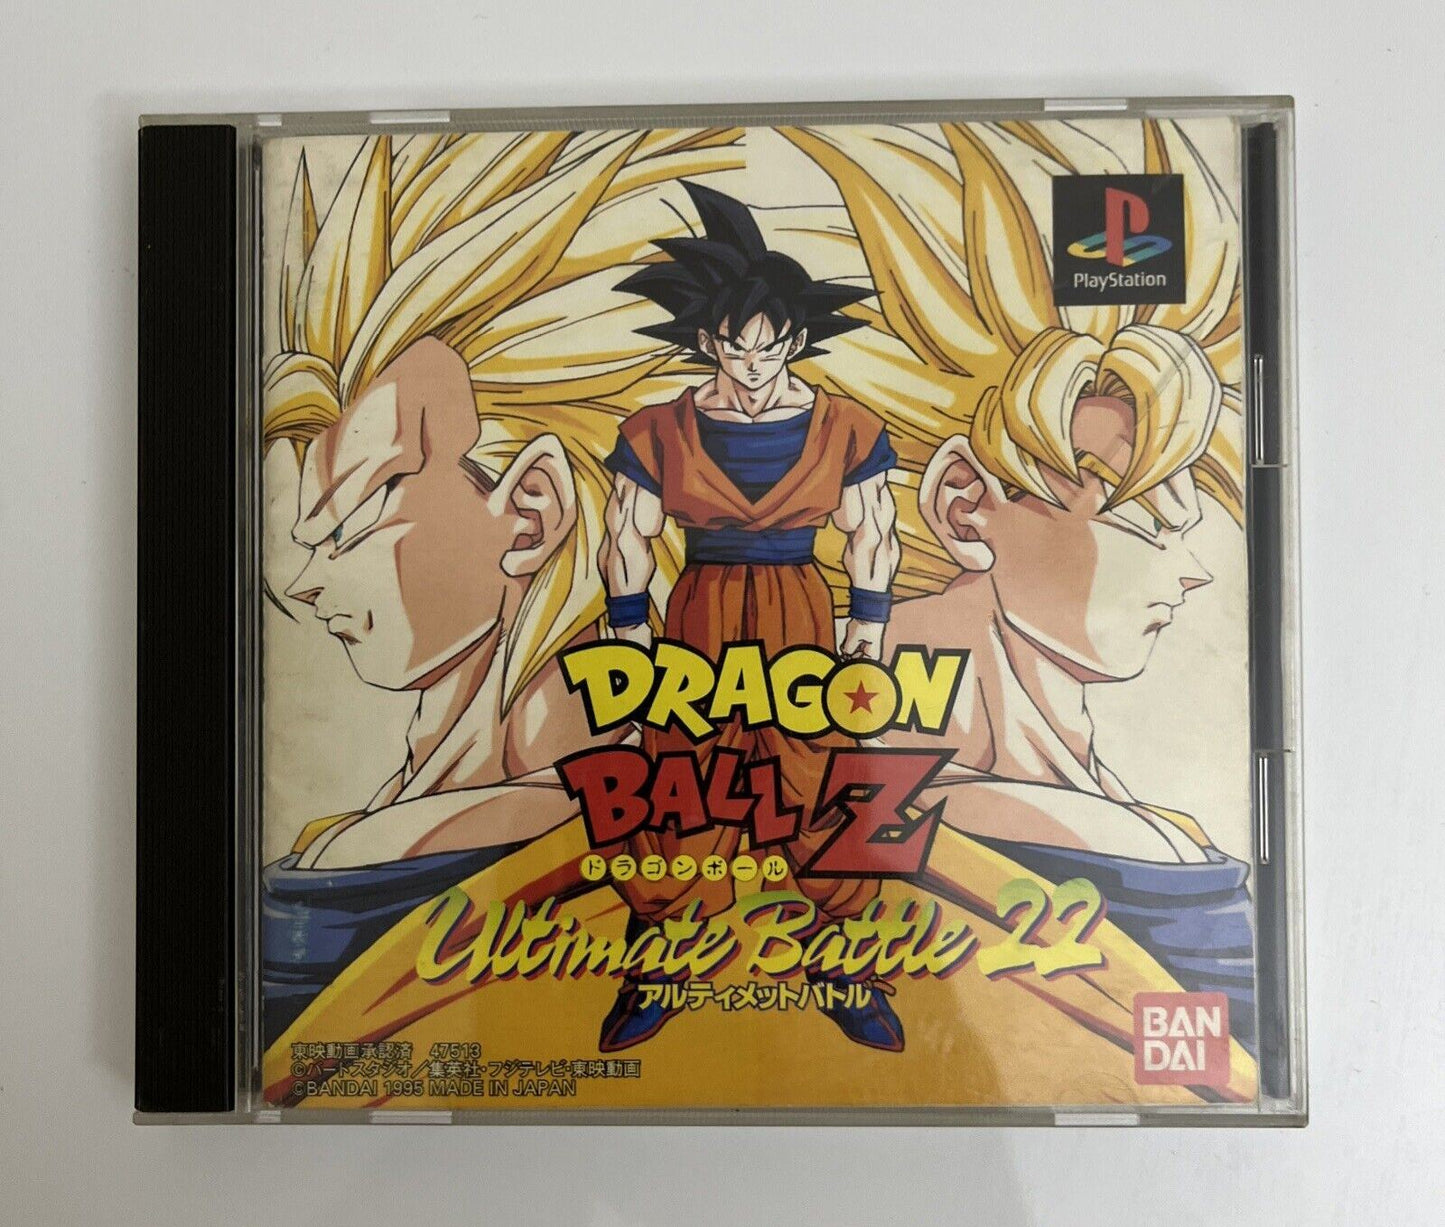 PlayStation
DRAGON
BALL Z
ドラゴンボール
Ultimate Battle 22
アルティメットバトル
BAN
DAI
東映動画承認済 47513
©バードスタジオ/集英社・フジテレビ・東映動画
©BANDAI 1995 MADE IN JAPAN